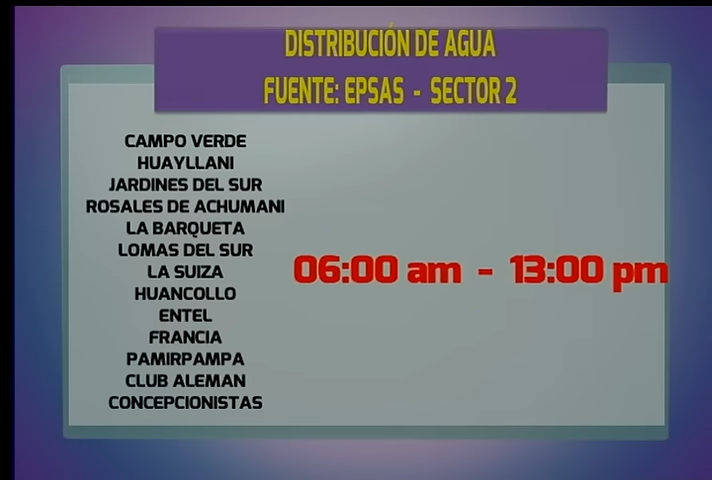 DISTRIBUCIÓN DE AGUA
FUENTE: EPSAS - SECTOR 2
CAMPO VERDE
HUAYLLANI
JARDINES DEL SUR
ROSALES DE ACHUMANI
LA BARQUETA
LOMAS DEL SUR
LA SUIZA
HUANCOLLO
ENTEL
FRANCIA
PAMIRPAMPA
CLUB ALEMAN
CONCEPCIONISTAS
06:00 am - 13:00 pm